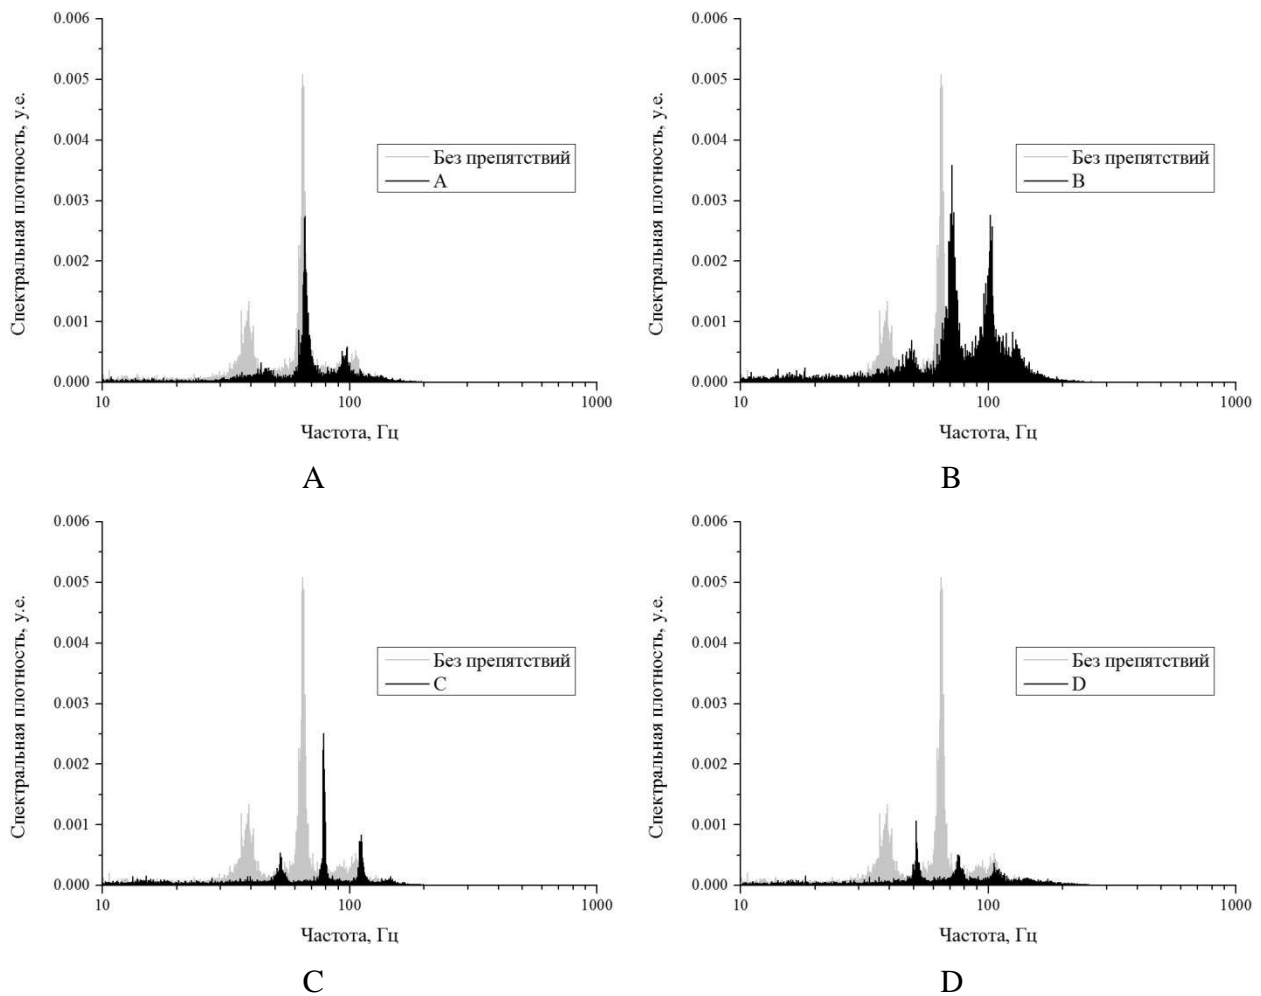 0.006
0.005
0.004
0.003
0.002
0.001
0.000
Спектральная плотность, у.е.
Без препятствий
A
10
100
1000
Частота, Гц
A
0.006
0.005
0.004
0.003
0.002
0.001
0.000
Спектральная плотность, у.е.
Без препятствий
B
10
100
1000
Частота, Гц
B
0.006
0.005
0.004
0.003
0.002
0.001
0.000
Спектральная плотность, у.е.
Без препятствий
C
10
100
1000
Частота, Гц
C
0.006
0.005
0.004
0.003
0.002
0.001
0.000
Спектральная плотность, у.е.
Без препятствий
D
10
100
1000
Частота, Гц
D